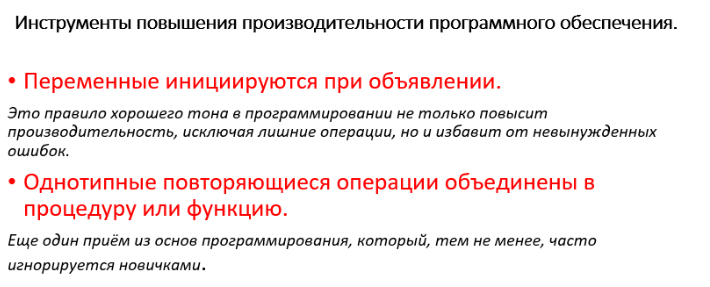 Инструменты повышения производительности программного обеспечения.
• Переменные инициируются при объявлении.
Это правило хорошего тона в программировании не только повысит
производительность, исключая лишние операции, но и избавит от невынужденных
ошибок.
• Однотипные повторяющиеся операции объединены в
процедуру или функцию.
Еще один приём из основ программирования, который, тем не менее, часто
игнорируется новичками.